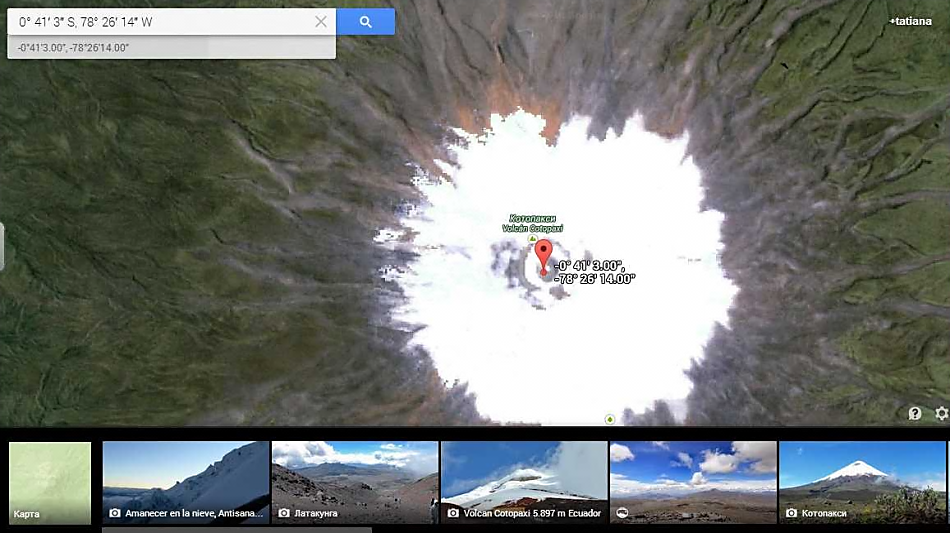 0° 41' 3" S, 78° 26' 14" W
+tatiana
-0°41'3.00", -78°26'14.00"
Котопакси
Volcán Cotopaxi
-0° 41' 3.00",
-78° 26' 14.00"
Карта
Amanecer en la nieve, Antisana...
Латакунга
Volcan Cotopaxi 5.897 m Ecuador
Котопакси